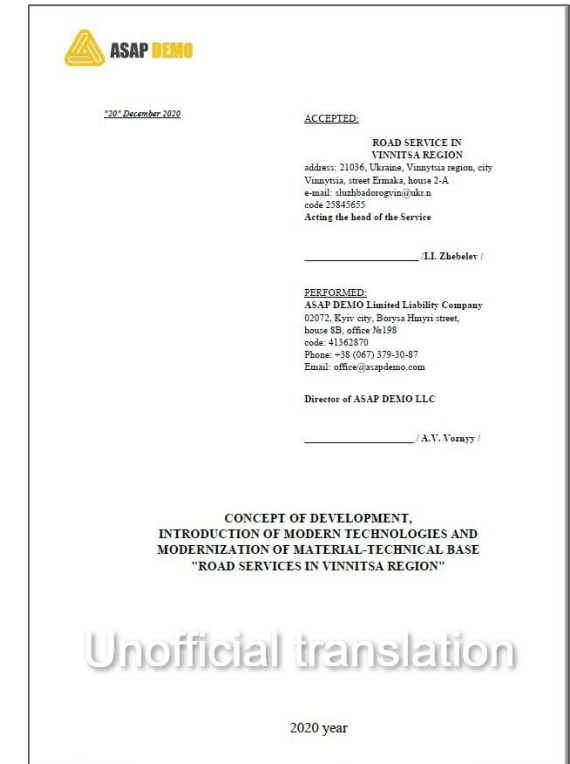 ASAP DEMO
"20" December 2020
ACCEPTED:
ROAD SERVICE IN
VINNITSA REGION
address: 21036, Ukraine, Vinnytsia region, city
Vinnytsia, street Ermaka, house 2-A
e-mail: sluzhbadorogvin@ukr.n
code 25845655
Acting the head of the Service
/I.I. Zhebelev /
PERFORMED:
ASAP DEMO Limited Liability Company
02072, Kyiv city, Borysa Hmyri street,
house 8B, office №198
code: 41362870
Phone: +38 (067) 379-30-87
Email: office@asapdemo.com
Director of ASAP DEMO LLC
/ A.V. Voznyy /
CONCEPT OF DEVELOPMENT,
INTRODUCTION OF MODERN TECHNOLOGIES AND
MODERNIZATION OF MATERIAL-TECHNICAL BASE
"ROAD SERVICES IN VINNITSA REGION"
Unofficial translation
2020 year